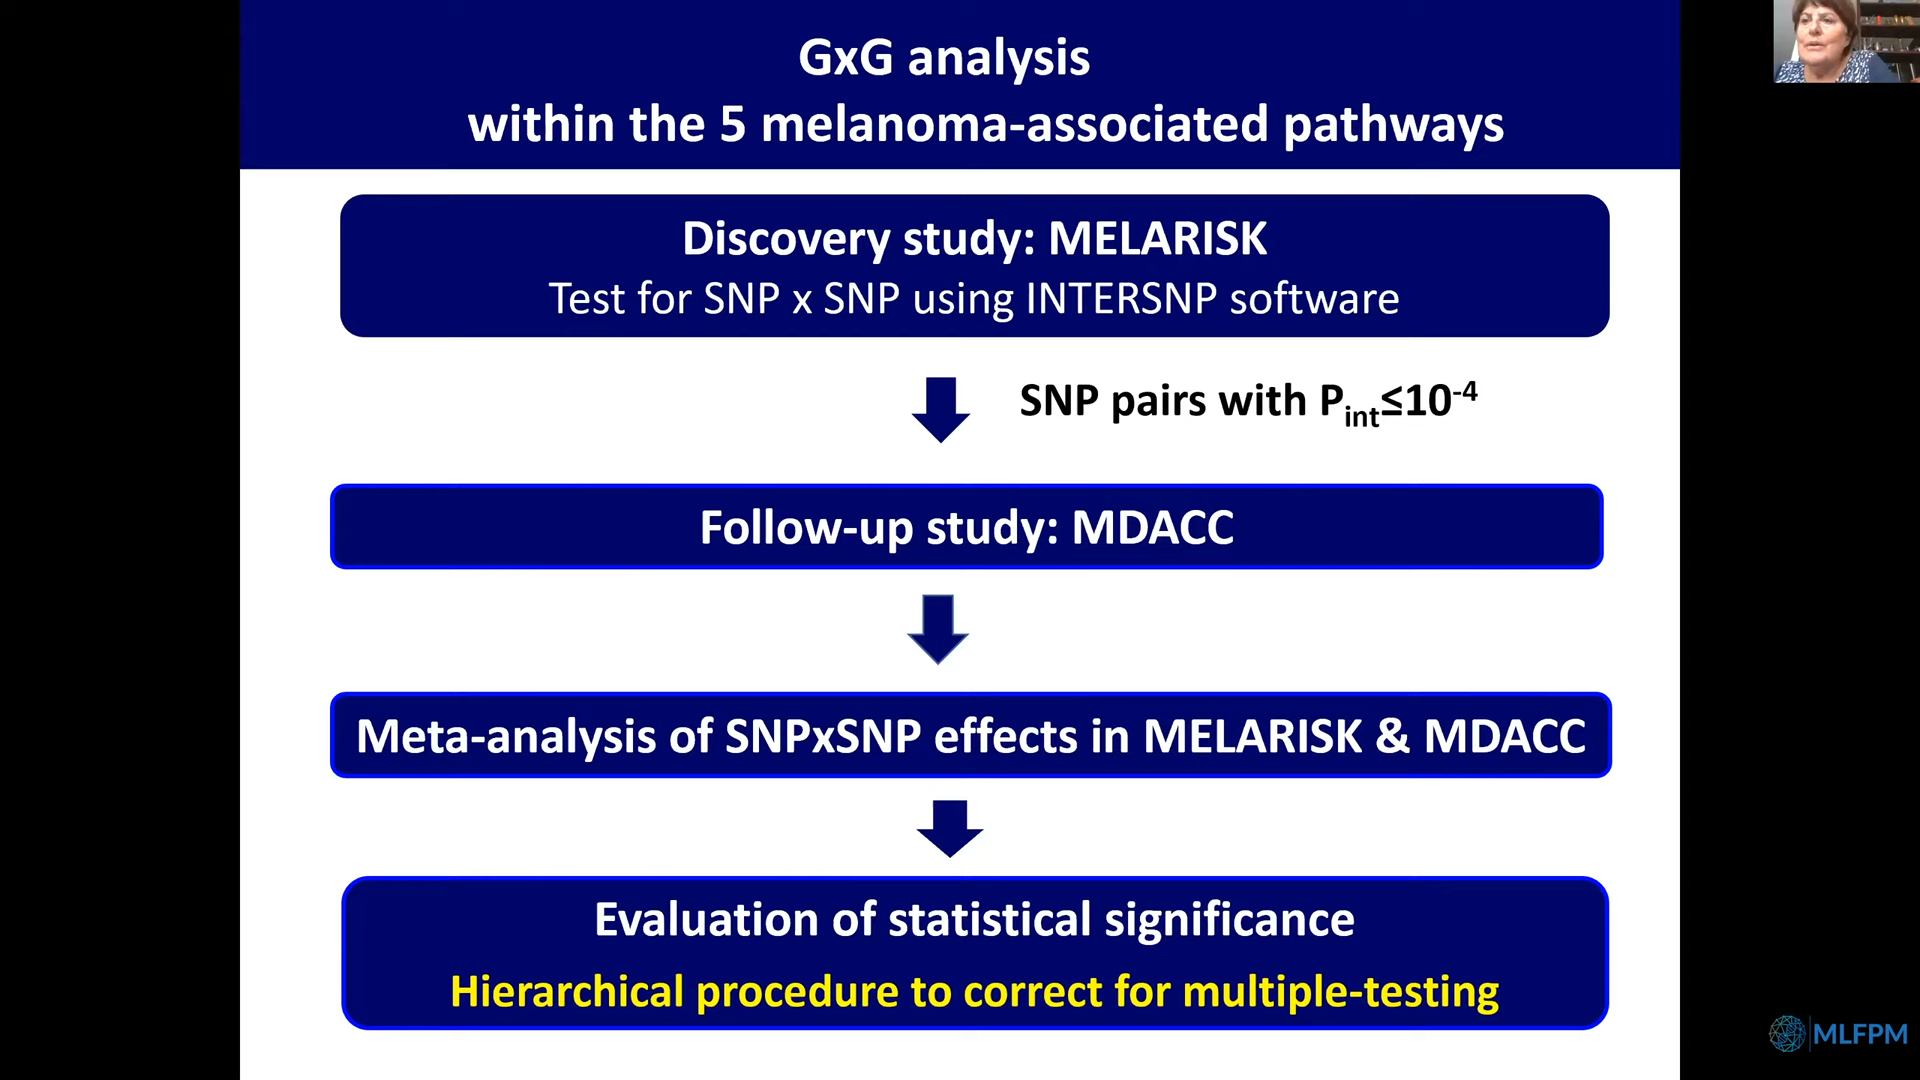 GxG analysis
within the 5 melanoma-associated pathways
Discovery study: MELARISK
Test for SNP x SNP using INTERSNP software
SNP pairs with Pint≤10-4
Follow-up study: MDACC
Meta-analysis of SNPxSNP effects in MELARISK & MDACC
Evaluation of statistical significance
Hierarchical procedure to correct for multiple-testing
MLFPM